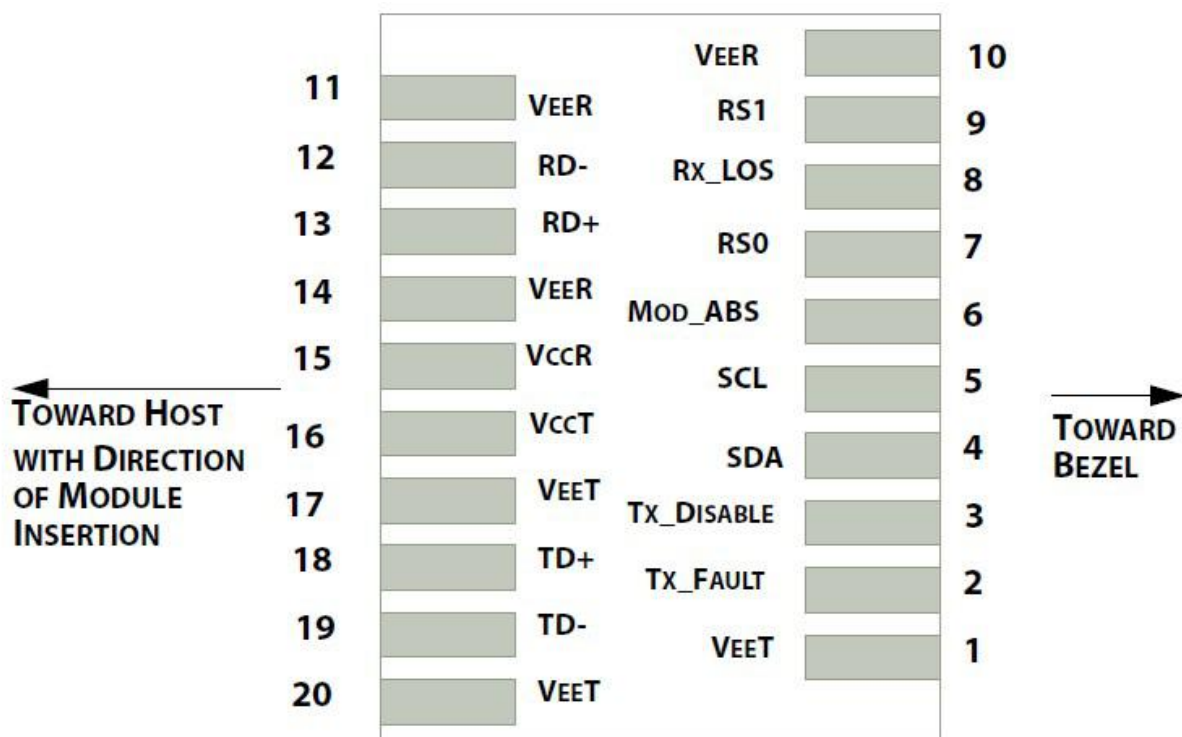 VEER 10
11 VEER
RS1 9
12 RD-
RX_LOS 8
13 RD+
RS0 7
14 VEER
MOD_ABS 6
15 VCCR
SCL 5
16 VCCT
SDA 4
17 VEET
TX_DISABLE 3
18 TD+
TX_FAULT 2
19 TD-
VEET 1
20 VEET
TOWARD HOST
WITH DIRECTION
OF MODULE
INSERTION
TOWARD
BEZEL